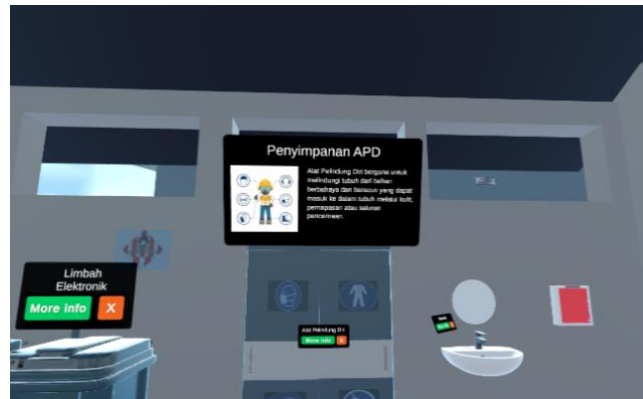 Penyimpanan APD
Alat Pelindung Diri berguna untuk
melindungi tubuh dari bahan
berbahaya dan beracun yang dapat
masuk ke dalam tubuh melalui kulit,
pernapasan atau saluran
pencernaan.
Limbah
Elektronik
More info
X
Alat Pelindung Diri
More info
X